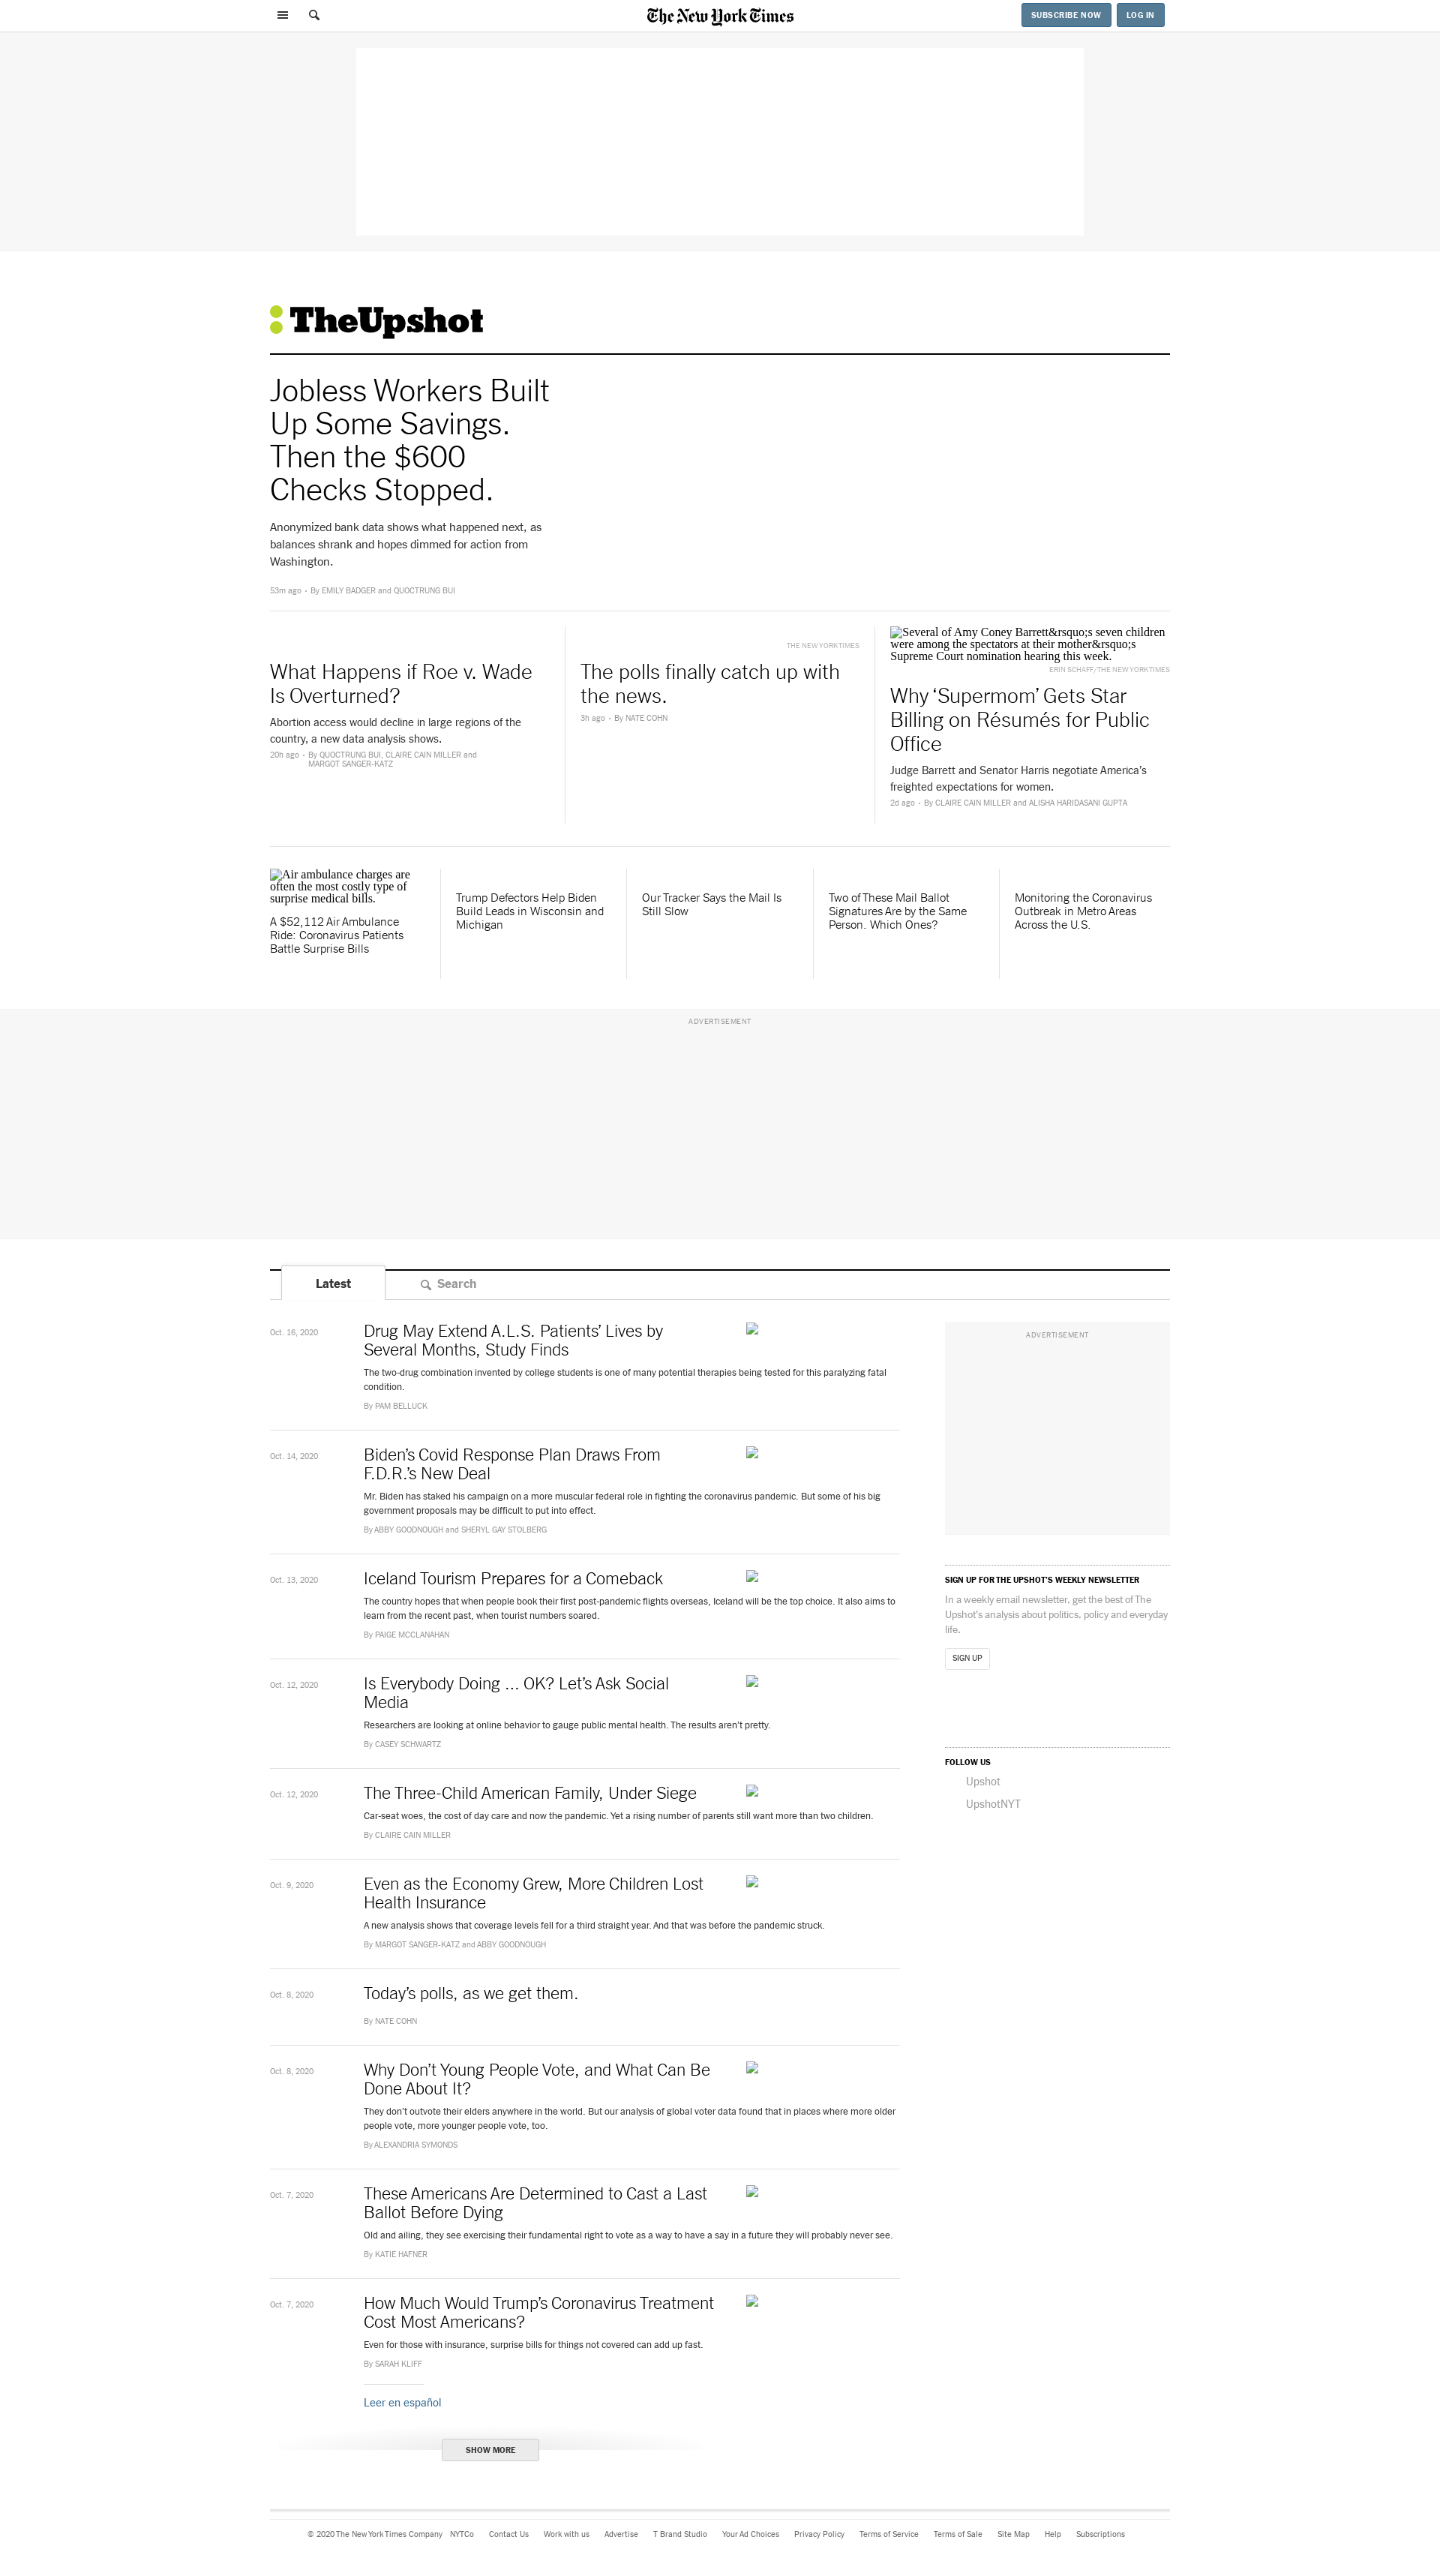 The New York Times
SUBSCRIBE NOW
LOG IN
TheUpshot
Jobless Workers Built
Up Some Savings.
Then the $600
Checks Stopped.
Anonymized bank data shows what happened next, as
balances shrank and hopes dimmed for action from
Washington.
53m ago • By EMILY BADGER and QUOCTRUNG BUI
What Happens if Roe v. Wade
Is Overturned?
Abortion access would decline in large regions of the
country, a new data analysis shows.
20h ago • By QUOCTRUNG BUI, CLAIRE CAIN MILLER and
MARGOT SANGER-KATZ
THE NEW YORK TIMES
The polls finally catch up with
the news.
3h ago • By NATE COHN
Several of Amy Coney Barrett&rsquo;s seven children
were among the spectators at their mother&rsquo;s
Supreme Court nomination hearing this week.
ERIN SCHAFF/THE NEW YORK TIMES
Why ‘Supermom’ Gets Star
Billing on Résumés for Public
Office
Judge Barrett and Senator Harris negotiate America’s
freighted expectations for women.
2d ago • By CLAIRE CAIN MILLER and ALISHA HARIDASANI GUPTA
Air ambulance charges are
often the most costly type of
surprise medical bills.
A $52,112 Air Ambulance
Ride: Coronavirus Patients
Battle Surprise Bills
Trump Defectors Help Biden
Build Leads in Wisconsin and
Michigan
Our Tracker Says the Mail Is
Still Slow
Two of These Mail Ballot
Signatures Are by the Same
Person. Which Ones?
Monitoring the Coronavirus
Outbreak in Metro Areas
Across the U.S.
ADVERTISEMENT
Latest
Search
Oct. 16, 2020
Drug May Extend A.L.S. Patients’ Lives by
Several Months, Study Finds
The two-drug combination invented by college students is one of many potential therapies being tested for this paralyzing fatal
condition.
By PAM BELLUCK
Oct. 14, 2020
Biden’s Covid Response Plan Draws From
F.D.R.’s New Deal
Mr. Biden has staked his campaign on a more muscular federal role in fighting the coronavirus pandemic. But some of his big
government proposals may be difficult to put into effect.
By ABBY GOODNOUGH and SHERYL GAY STOLBERG
Oct. 13, 2020
Iceland Tourism Prepares for a Comeback
The country hopes that when people book their first post-pandemic flights overseas, Iceland will be the top choice. It also aims to
learn from the recent past, when tourist numbers soared.
By PAIGE MCCLANAHAN
Oct. 12, 2020
Is Everybody Doing … OK? Let’s Ask Social
Media
Researchers are looking at online behavior to gauge public mental health. The results aren’t pretty.
By CASEY SCHWARTZ
Oct. 12, 2020
The Three-Child American Family, Under Siege
Car-seat woes, the cost of day care and now the pandemic. Yet a rising number of parents still want more than two children.
By CLAIRE CAIN MILLER
Oct. 9, 2020
Even as the Economy Grew, More Children Lost
Health Insurance
A new analysis shows that coverage levels fell for a third straight year. And that was before the pandemic struck.
By MARGOT SANGER-KATZ and ABBY GOODNOUGH
Oct. 8, 2020
Today’s polls, as we get them.
By NATE COHN
Oct. 8, 2020
Why Don’t Young People Vote, and What Can Be
Done About It?
They don’t outvote their elders anywhere in the world. But our analysis of global voter data found that in places where more older
people vote, more younger people vote, too.
By ALEXANDRIA SYMONDS
Oct. 7, 2020
These Americans Are Determined to Cast a Last
Ballot Before Dying
Old and ailing, they see exercising their fundamental right to vote as a way to have a say in a future they will probably never see.
By KATIE HAFNER
Oct. 7, 2020
How Much Would Trump’s Coronavirus Treatment
Cost Most Americans?
Even for those with insurance, surprise bills for things not covered can add up fast.
By SARAH KLIFF
Leer en español
SHOW MORE
ADVERTISEMENT
SIGN UP FOR THE UPSHOT’S WEEKLY NEWSLETTER
In a weekly email newsletter, get the best of The
Upshot’s analysis about politics, policy and everyday
life.
SIGN UP
FOLLOW US
Upshot
UpshotNYT
© 2020 The New York Times Company NYTCo Contact Us Work with us Advertise T Brand Studio Your Ad Choices Privacy Policy Terms of Service Terms of Sale Site Map Help Subscriptions